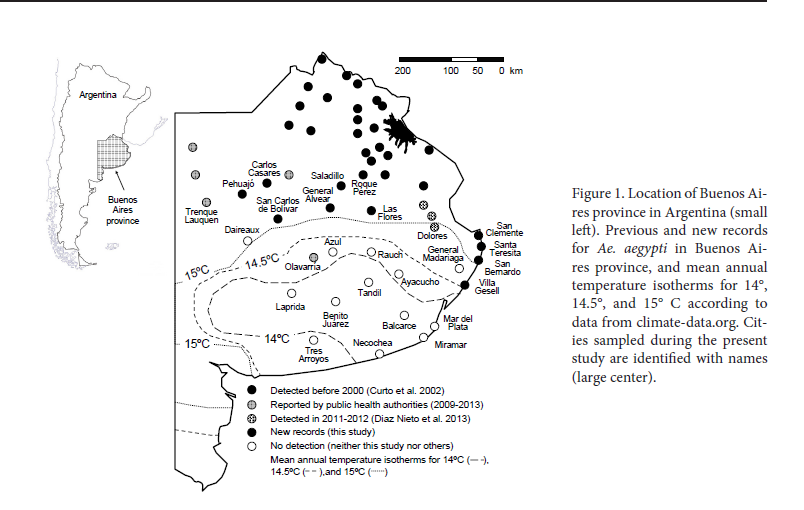 Argentina
Buenos
Aires
province
200 100 50 0 km
Carlos
Casares
Pehuajó
Saladillo
General
Alvear
Roque
Pérez
San Carlos
de Bolívar
Trenque
Lauquen
Las
Flores
Daireaux
Dolores
San
Clemente
Santa
Teresita
San
Bernardo
Villa
Gesell
Azul
Rauch
General
Madariaga
15ºC
14.5ºC
Olavarría
Ayacucho
Tandil
Laprida
Benito
Juárez
Balcarce
Mar del
Plata
15ºC
14ºC
Tres
Arroyos
Necochea
Miramar
Detected before 2000 (Curto et al. 2002)
Reported by public health authorities (2009-2013)
Detected in 2011-2012 (Diaz Nieto et al. 2013)
New records (this study)
No detection (neither this study nor others)
Mean annual temperature isotherms for 14ºC (— -),
14.5ºC (– – ),and 15ºC (······)
Figure 1. Location of Buenos Ai-
res province in Argentina (small
left). Previous and new records
for Ae. aegypti in Buenos Ai-
res province, and mean annual
temperature isotherms for 14°,
14.5°, and 15° C according to
data from climate-data.org. Cit-
ies sampled during the present
study are identified with names
(large center).